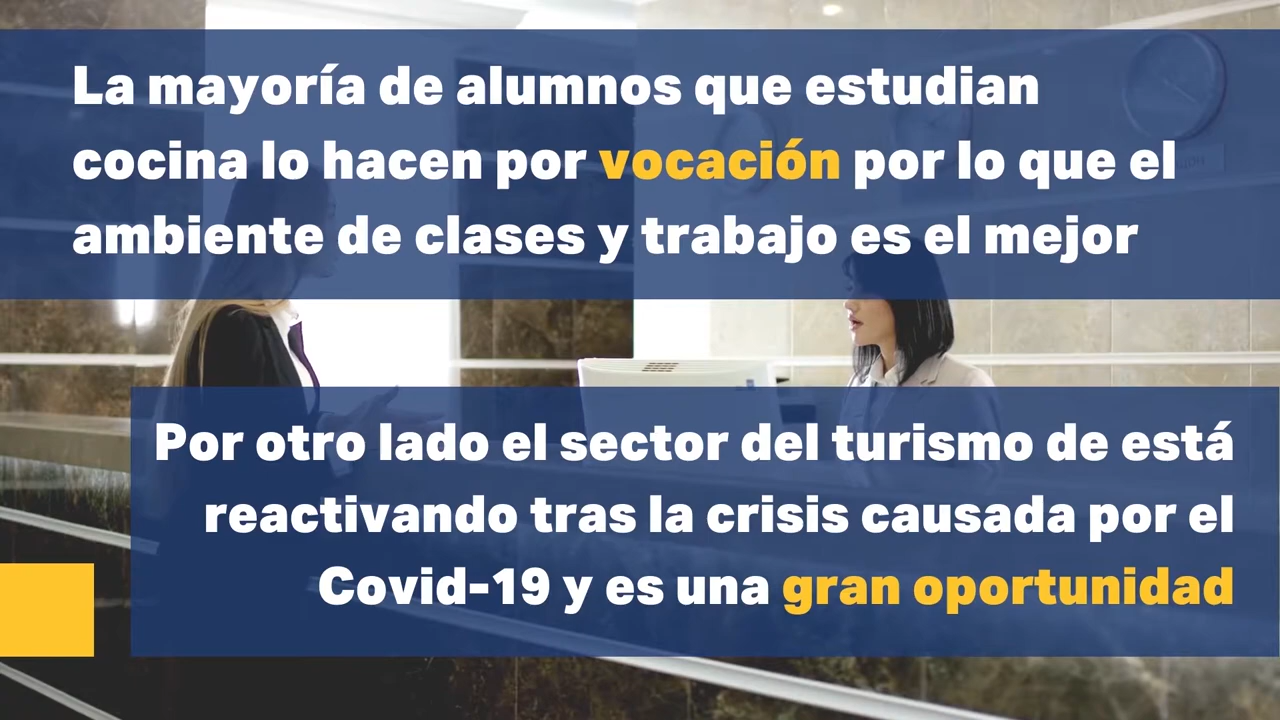 La mayoría de alumnos que estudian
cocina lo hacen por vocación por lo que el
ambiente de clases y trabajo es el mejor
Por otro lado el sector del turismo de está
reactivando tras la crisis causada por el
Covid-19 y es una gran oportunidad